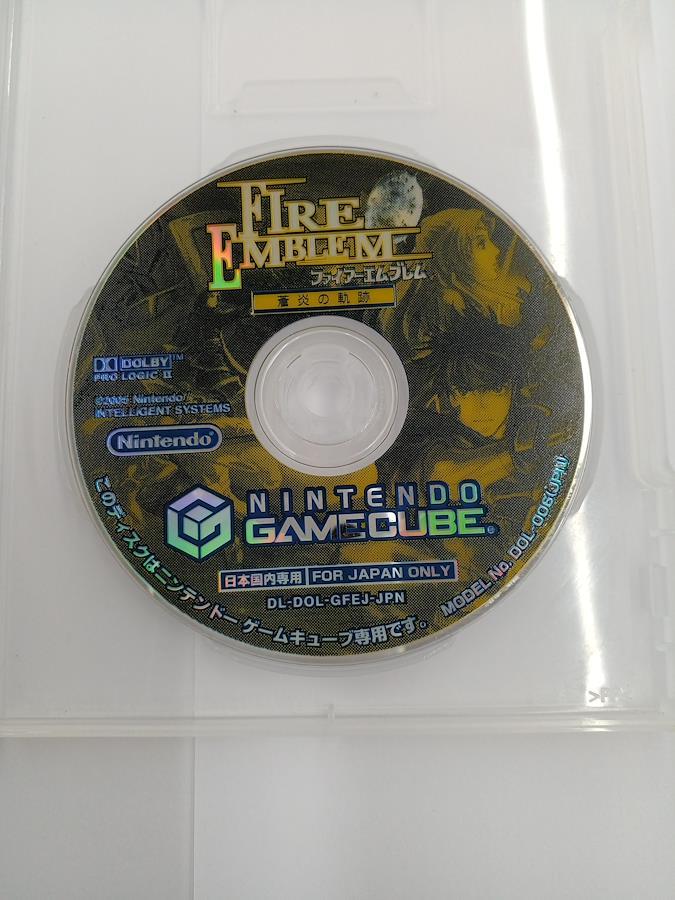 FIRE
EMBLEM
ファイアーエムブレム
蒼炎の軌跡
DOLBY™
PRO LOGIC II
©2005 Nintendo/
INTELLIGENT SYSTEMS
Nintendo®
NINTENDO
GAMECUBE®
日本国内専用 FOR JAPAN ONLY
DL-DOL-GFEJ-JPN
このディスクはニンテンドーゲームキューブ専用です。
MODEL No. DOL-006(JPN)